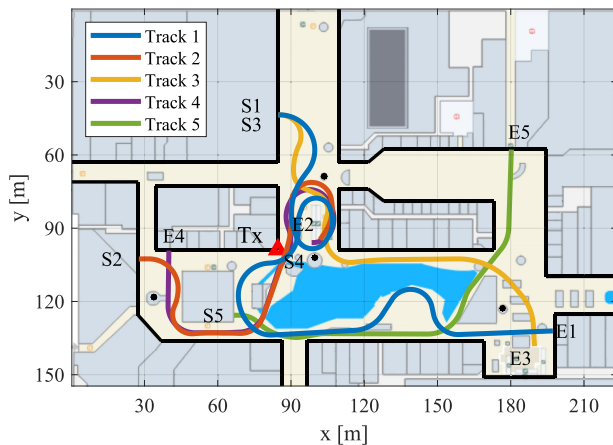 Track 1
Track 2
Track 3
Track 4
Track 5
30
60
90
120
150
y [m]
S1
S3
E5
E4
Tx
E2
S2
S4
S5
E1
E3
30
60
90
120
150
180
210
x [m]